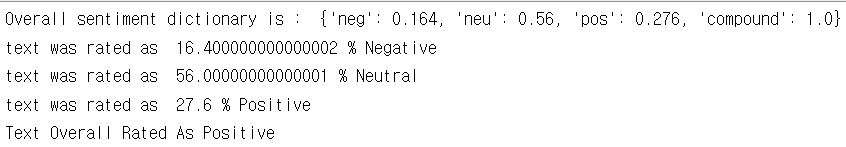 Overall sentiment dictionary is :  {'neg': 0.164, 'neu': 0.56, 'pos': 0.276, 'compound': 1.0}
text was rated as  16.400000000000002 % Negative
text was rated as  56.00000000000001 % Neutral
text was rated as  27.6 % Positive
Text Overall Rated As Positive